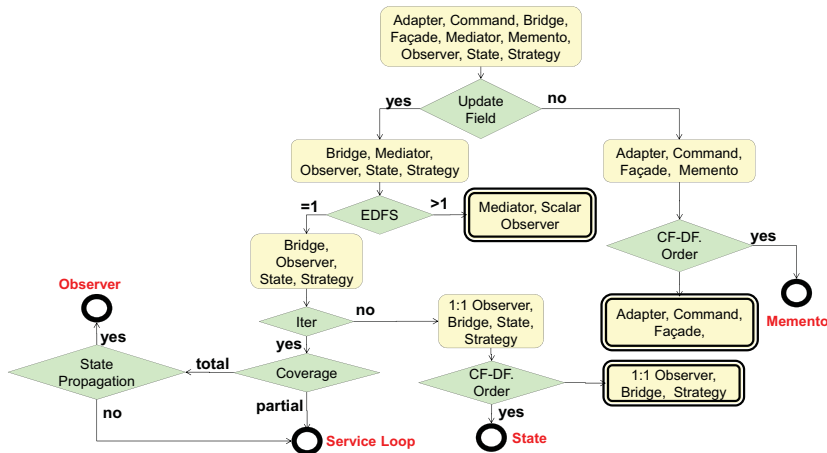 Adapter, Command, Bridge,
Façade, Mediator, Memento,
Observer, State, Strategy
yes
Update
Field
no
Bridge, Mediator,
Observer, State, Strategy
Adapter, Command,
Façade, Memento
=1
EDFS
>1
Mediator, Scalar
Observer
CF-DF.
Order
yes
Bridge,
Observer,
State, Strategy
Observer
Iter
no
1:1 Observer,
Bridge, State,
Strategy
Adapter, Command,
Façade,
Memento
yes
State
Propagation
total
yes
Coverage
CF-DF.
Order
1:1 Observer,
Bridge, Strategy
no
partial
yes
Service Loop
State